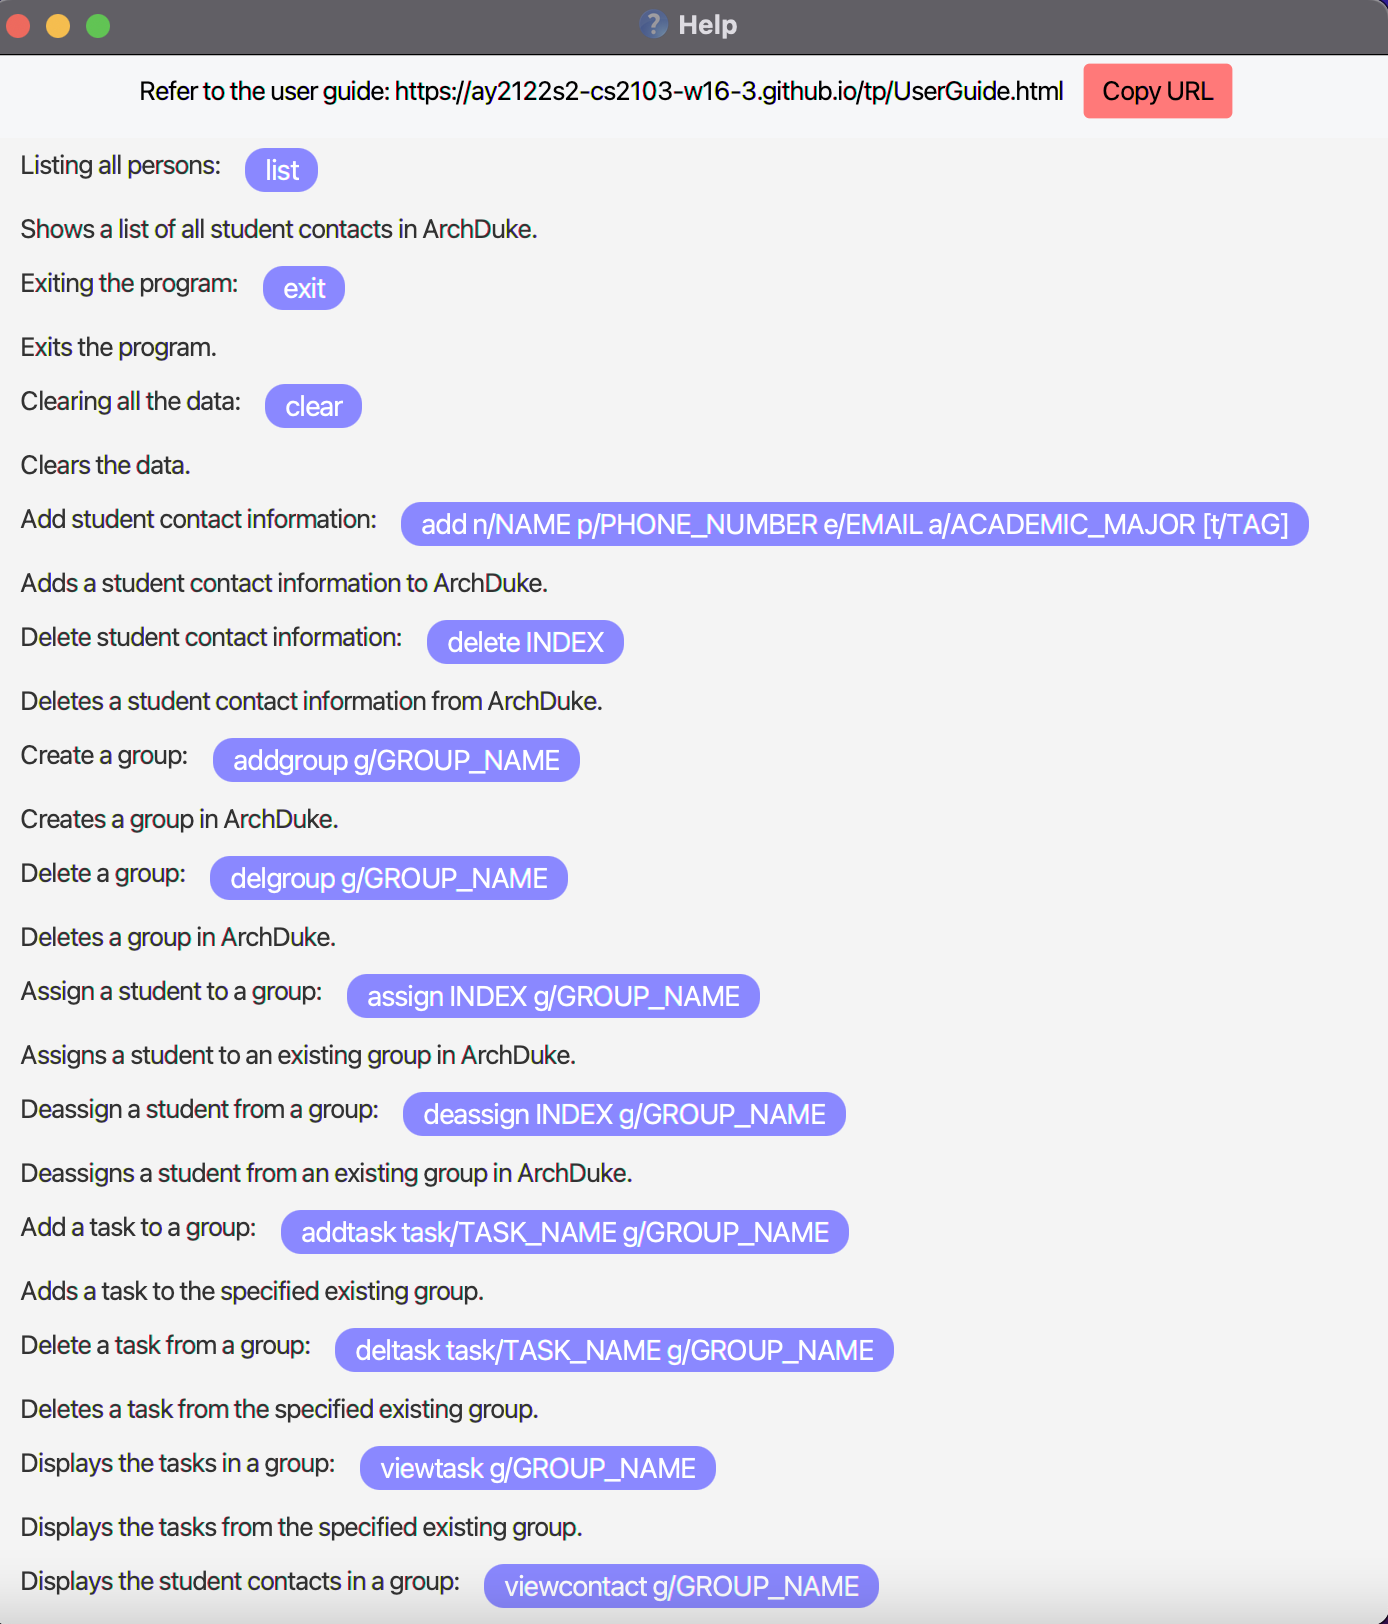 Help
Refer to the user guide: https://ay2122s2-cs2103-w16-3.github.io/tp/UserGuide.html Copy URL
Listing all persons: list
Shows a list of all student contacts in ArchDuke.
Exiting the program: exit
Exits the program.
Clearing all the data: clear
Clears the data.
Add student contact information: add n/NAME p/PHONE_NUMBER e/EMAIL a/ACADEMIC_MAJOR [t/TAG]
Adds a student contact information to ArchDuke.
Delete student contact information: delete INDEX
Deletes a student contact information from ArchDuke.
Create a group: addgroup g/GROUP_NAME
Creates a group in ArchDuke.
Delete a group: delgroup g/GROUP_NAME
Deletes a group in ArchDuke.
Assign a student to a group: assign INDEX g/GROUP_NAME
Assigns a student to an existing group in ArchDuke.
Deassign a student from a group: deassign INDEX g/GROUP_NAME
Deassigns a student from an existing group in ArchDuke.
Add a task to a group: addtask task/TASK_NAME g/GROUP_NAME
Adds a task to the specified existing group.
Delete a task from a group: deltask task/TASK_NAME g/GROUP_NAME
Deletes a task from the specified existing group.
Displays the tasks in a group: viewtask g/GROUP_NAME
Displays the tasks from the specified existing group.
Displays the student contacts in a group: viewcontact g/GROUP_NAME